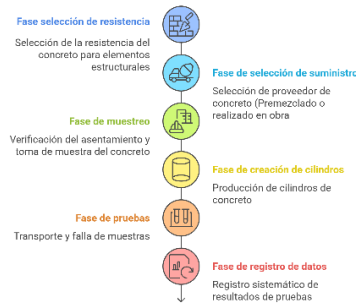 Fase selección de resistencia
Selección de la resistencia del
concreto para elementos
estructurales
Fase de selección de suministro
Selección de proveedor de
concreto (Premezclado o
realizado en obra
Fase de muestreo
Verificación del asentamiento y
toma de muestra del concreto
Fase de creación de cilindros
Producción de cilindros de
concreto
Fase de pruebas
Transporte y falla de muestras
Fase de registro de datos
Registro sistemático de
resultados de pruebas